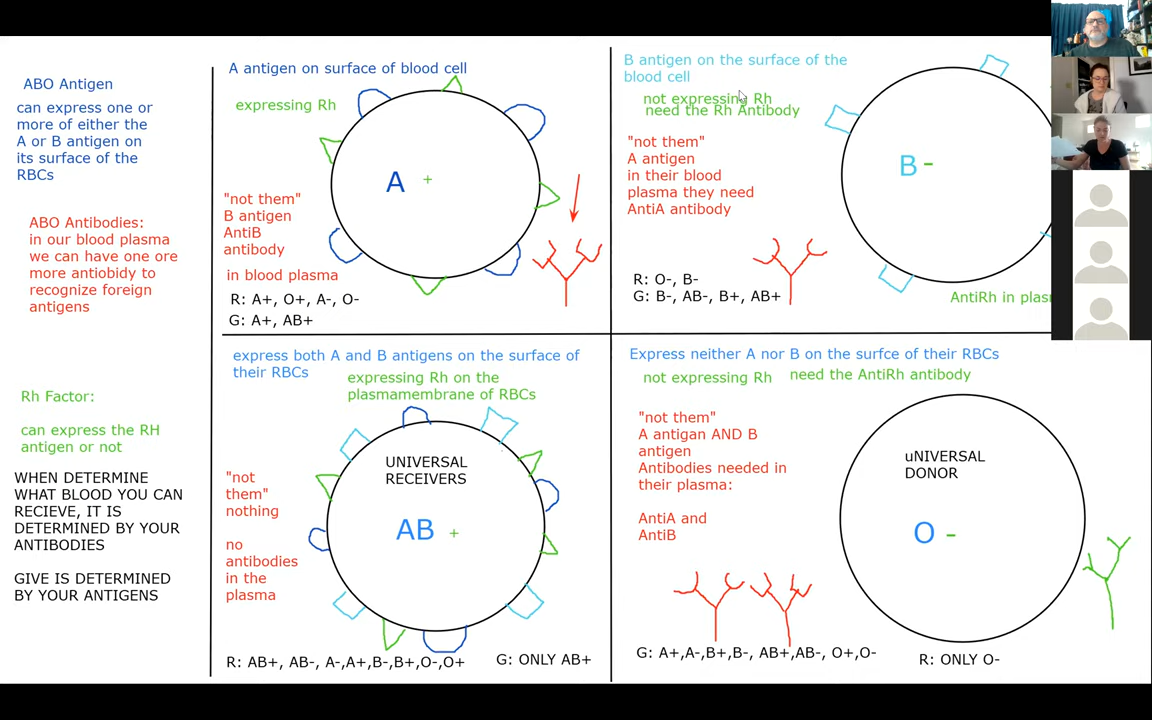 ABO Antigen
can express one or
more of either the
A or B antigen on
its surface of the
RBCs
ABO Antibodies:
in our blood plasma
we can have one ore
more antiobidy to
recognize foreign
antigens
Rh Factor:
can express the RH
antigen or not
WHEN DETERMINE
WHAT BLOOD YOU CAN
RECIEVE, IT IS
DETERMINED BY YOUR
ANTIBODIES
GIVE IS DETERMINED
BY YOUR ANTIGENS
A antigen on surface of blood cell
expressing Rh
A +
"not them"
B antigen
AntiB
antibody
in blood plasma
R: A+, O+, A-, O-
G: A+, AB+
B antigen on the surface of the
blood cell
not expressing Rh
need the Rh Antibody
"not them"
A antigen
in their blood
plasma they need
AntiA antibody
B -
R: O-, B-
G: B-, AB-, B+, AB+
AntiRh in
express both A and B antigens on the surface of
their RBCs
expressing Rh on the
plasmamembrane of RBCs
UNIVERSAL
RECEIVERS
AB +
"not
them"
nothing
no
antibodies
in the
plasma
R: AB+, AB-, A-,A+,B-,B+,O-,O+
G: ONLY AB+
Express neither A nor B on the surfce of their RBCs
not expressing Rh
need the AntiRh antibody
"not them"
A antigan AND B
antigen
Antibodies needed in
their plasma:
AntiA and
AntiB
uNIVERSAL
DONOR
O -
G: A+,A-,B+,B-, AB+,AB-, O+,O-
R: ONLY O-